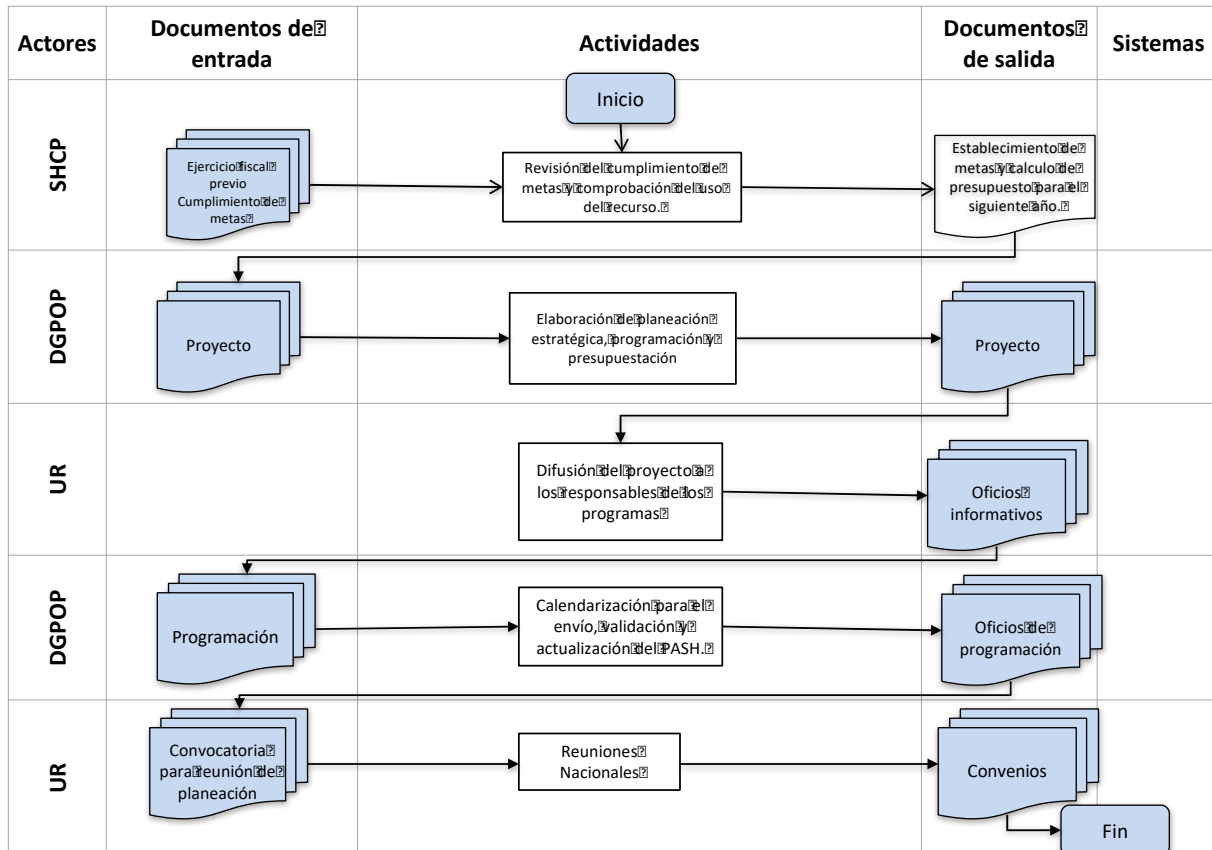 Actores
Documentos de
entrada
Actividades
Documentos
de salida
Sistemas
SHCP
Inicio
Ejercicio fiscal
previo
Cumplimiento de
metas
Revisión del cumplimiento de
metas y comprobación del uso
del recurso.
Establecimiento de
metas y calculo de
presupuesto para el
siguiente año.
DGPOP
Proyecto
Elaboración de planeación
estratégica, programación y
presupuestación
Proyecto
UR
Difusión del proyecto a
los responsables de los
programas
Oficios
informativos
DGPOP
Programación
Calendarización para el
envío, validación y
actualización del PASH.
Oficios de
programación
UR
Convocatoria
para reunión de
planeación
Reuniones
Nacionales
Convenios
Fin